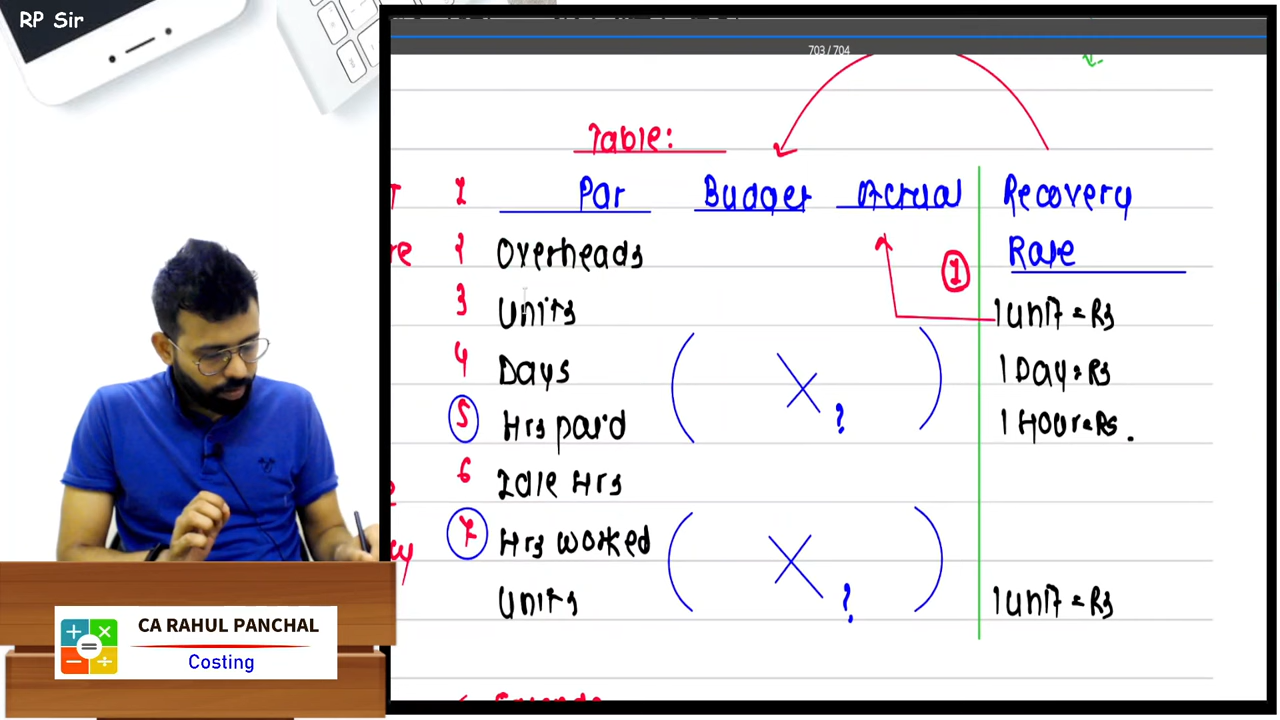 RP Sir
703 / 704
Table:
1 Par Budget Actual Recovery
2 Overheads Rate
1
3 Units 1 Unit = Rs
4 Days 1 Day = Rs
5 Hrs paid ? 1 Hour = Rs.
6 Idle Hrs
7 Hrs worked
Units ? 1 Unit = Rs
CA RAHUL PANCHAL
Costing